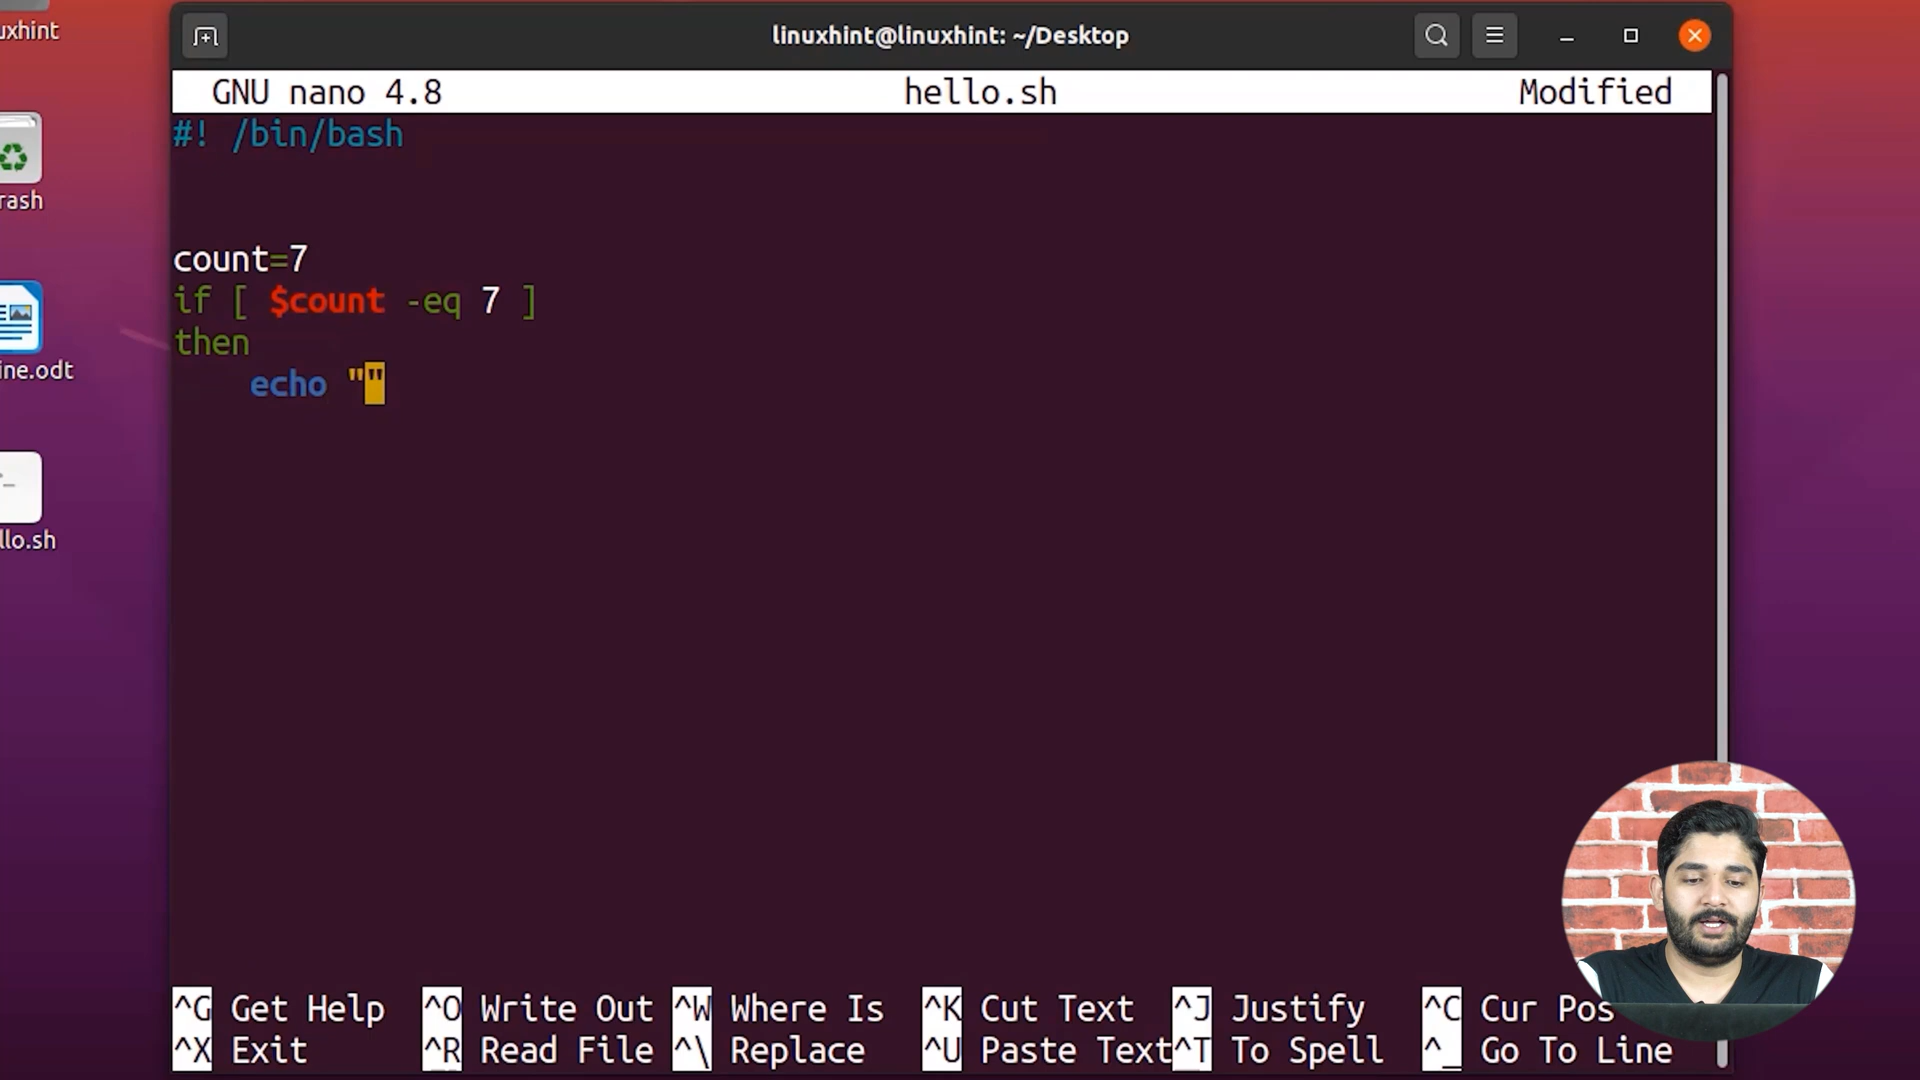 linuxhint@linuxhint: ~/Desktop
uxhint
rash
ine.odt
llo.sh
GNU nano 4.8 hello.sh Modified
#! /bin/bash
count=7
if [ $count -eq 7 ]
then
echo ""
^G Get Help ^O Write Out ^W Where Is ^K Cut Text ^J Justify ^C Cur Pos
^X Exit ^R Read File ^\ Replace ^U Paste Text ^T To Spell ^_ Go To Line